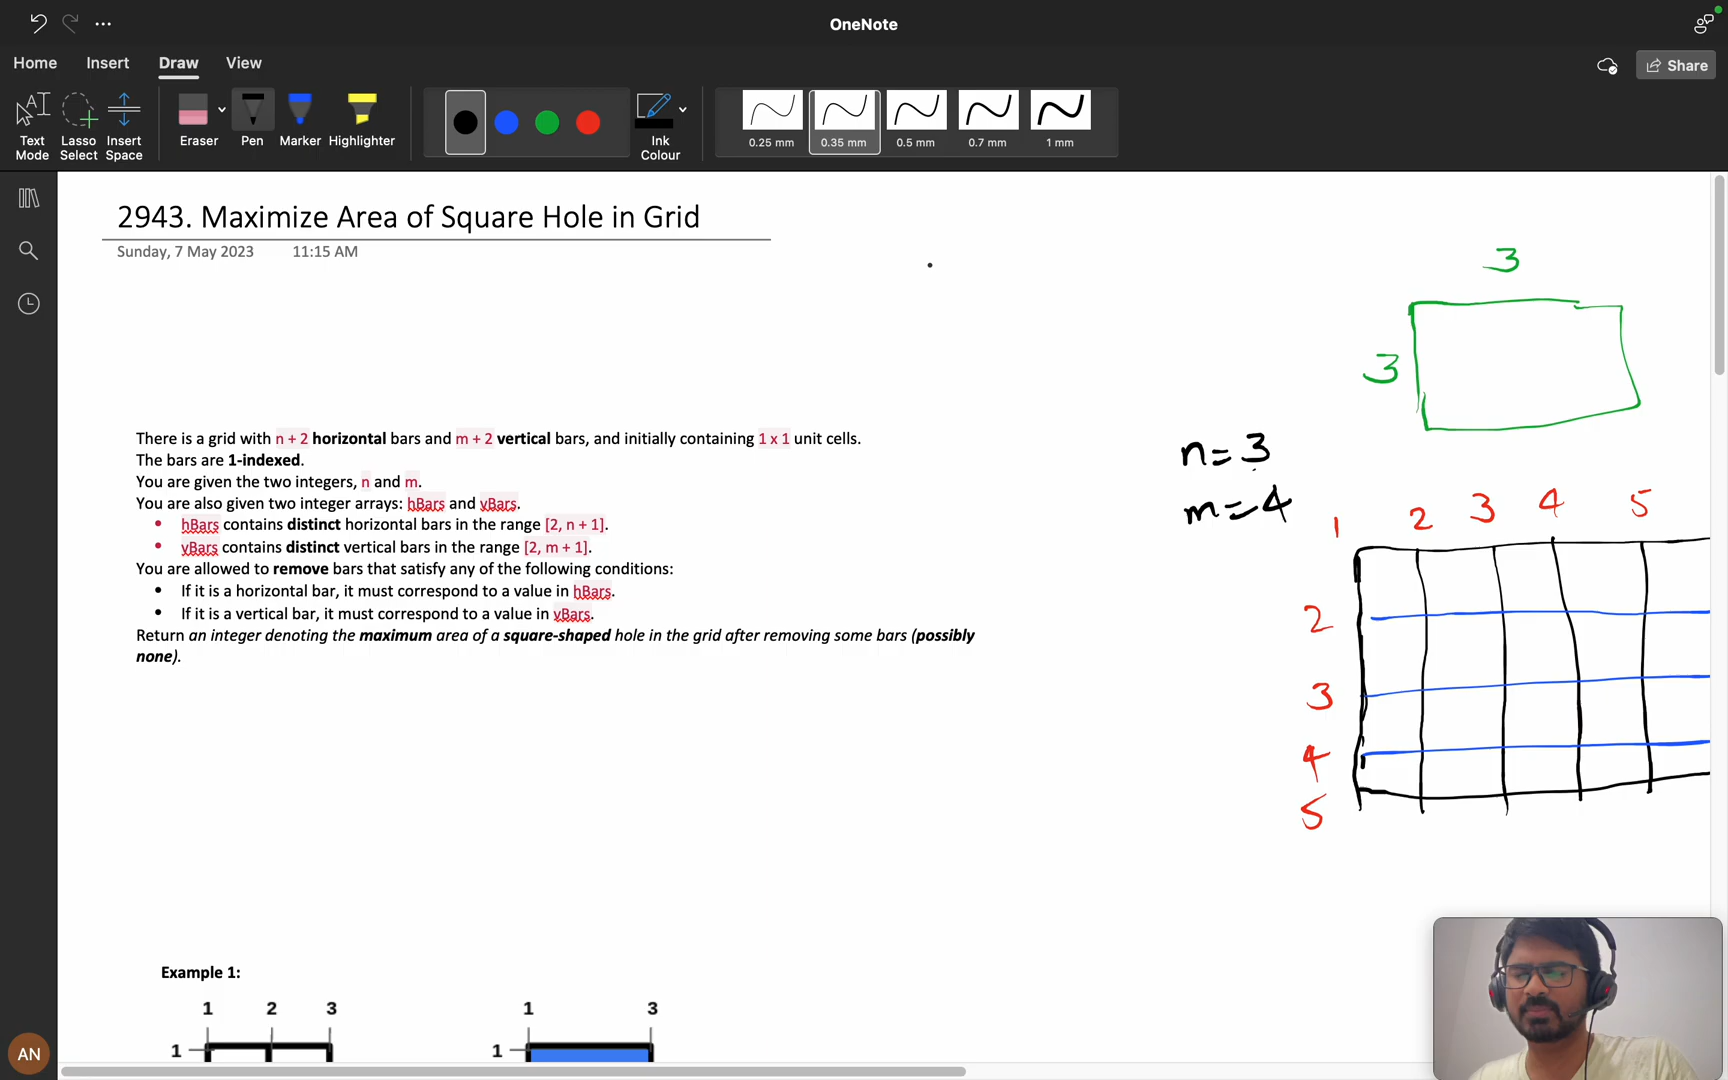 OneNote
Home Insert Draw View
Share
Text Mode
Lasso Select
Insert Space
Eraser
Pen
Marker
Highlighter
Ink Colour
0.25 mm
0.35 mm
0.5 mm
0.7 mm
1 mm
2943. Maximize Area of Square Hole in Grid
Sunday, 7 May 2023 11:15 AM
There is a grid with n + 2 horizontal bars and m + 2 vertical bars, and initially containing 1 x 1 unit cells.
The bars are 1-indexed.
You are given the two integers, n and m.
You are also given two integer arrays: hBars and vBars.
• hBars contains distinct horizontal bars in the range [2, n + 1].
• vBars contains distinct vertical bars in the range [2, m + 1].
You are allowed to remove bars that satisfy any of the following conditions:
• If it is a horizontal bar, it must correspond to a value in hBars.
• If it is a vertical bar, it must correspond to a value in vBars.
Return an integer denoting the maximum area of a square-shaped hole in the grid after removing some bars (possibly
none).
3
3
n=3
m=4
1 2 3 4 5
2
3
4
5
Example 1:
1 2 3
1
1 3
1
AN